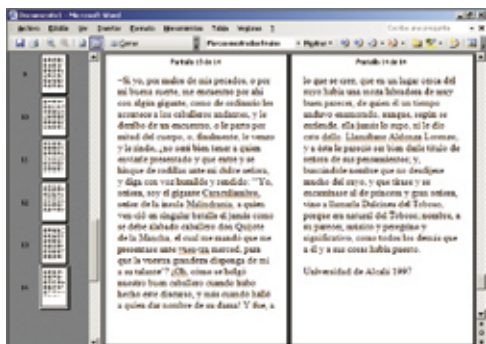 Documento1 - Microsoft Word
Archivo Edición Ver Insertar Formato Herramientas Tabla Ventana ?
Cerrar
Pantalla 13 de 14
—Si yo, por malos de mis pecados, o por
mi buena suerte, me encuentro por ahí
con algún gigante, como de ordinario les
acontece a los caballeros andantes, y le
derribo de un encuentro, o le parto por
mitad del cuerpo, o, finalmente, le venzo
y le rindo, ¿no será bien tener a quien
enviarle presentado y que entre y se
hinque de rodillas ante mi dulce señora,
y diga con voz humilde y rendido: "Yo,
señora, soy el gigante Caraculiambro,
señor de la ínsula Malindrania, a quien
venció en singular batalla el jamás como
se debe alabado caballero don Quijote
de la Mancha, el cual me mandó que me
presentase ante vuestra merced, para
que la vuestra grandeza disponga de mí
a su talante"? ¡Oh, cómo se holgó
nuestro buen caballero cuando hubo
hecho este discurso, y más cuando halló
a quien dar nombre de su dama! Y fue, a
Pantalla 14 de 14
lo que se cree, que en un lugar cerca del
suyo había una moza labradora de muy
buen parecer, de quien él un tiempo
anduvo enamorado, aunque, según se
entiende, ella jamás lo supo, ni le dio
cata dello. Llamábase Aldonza Lorenzo,
y a ésta le pareció ser bien darle título de
señora de sus pensamientos; y,
buscándole nombre que no desdijese
mucho del suyo, y que tirase y se
encaminase al de princesa y gran señora,
vino a llamarla Dulcinea del Toboso,
porque era natural del Toboso; nombre, a
su parecer, músico y peregrino y
significativo, como todos los demás que
a él y a sus cosas había puesto.
Universidad de Alcalá 1997
9
10
11
12
13
14